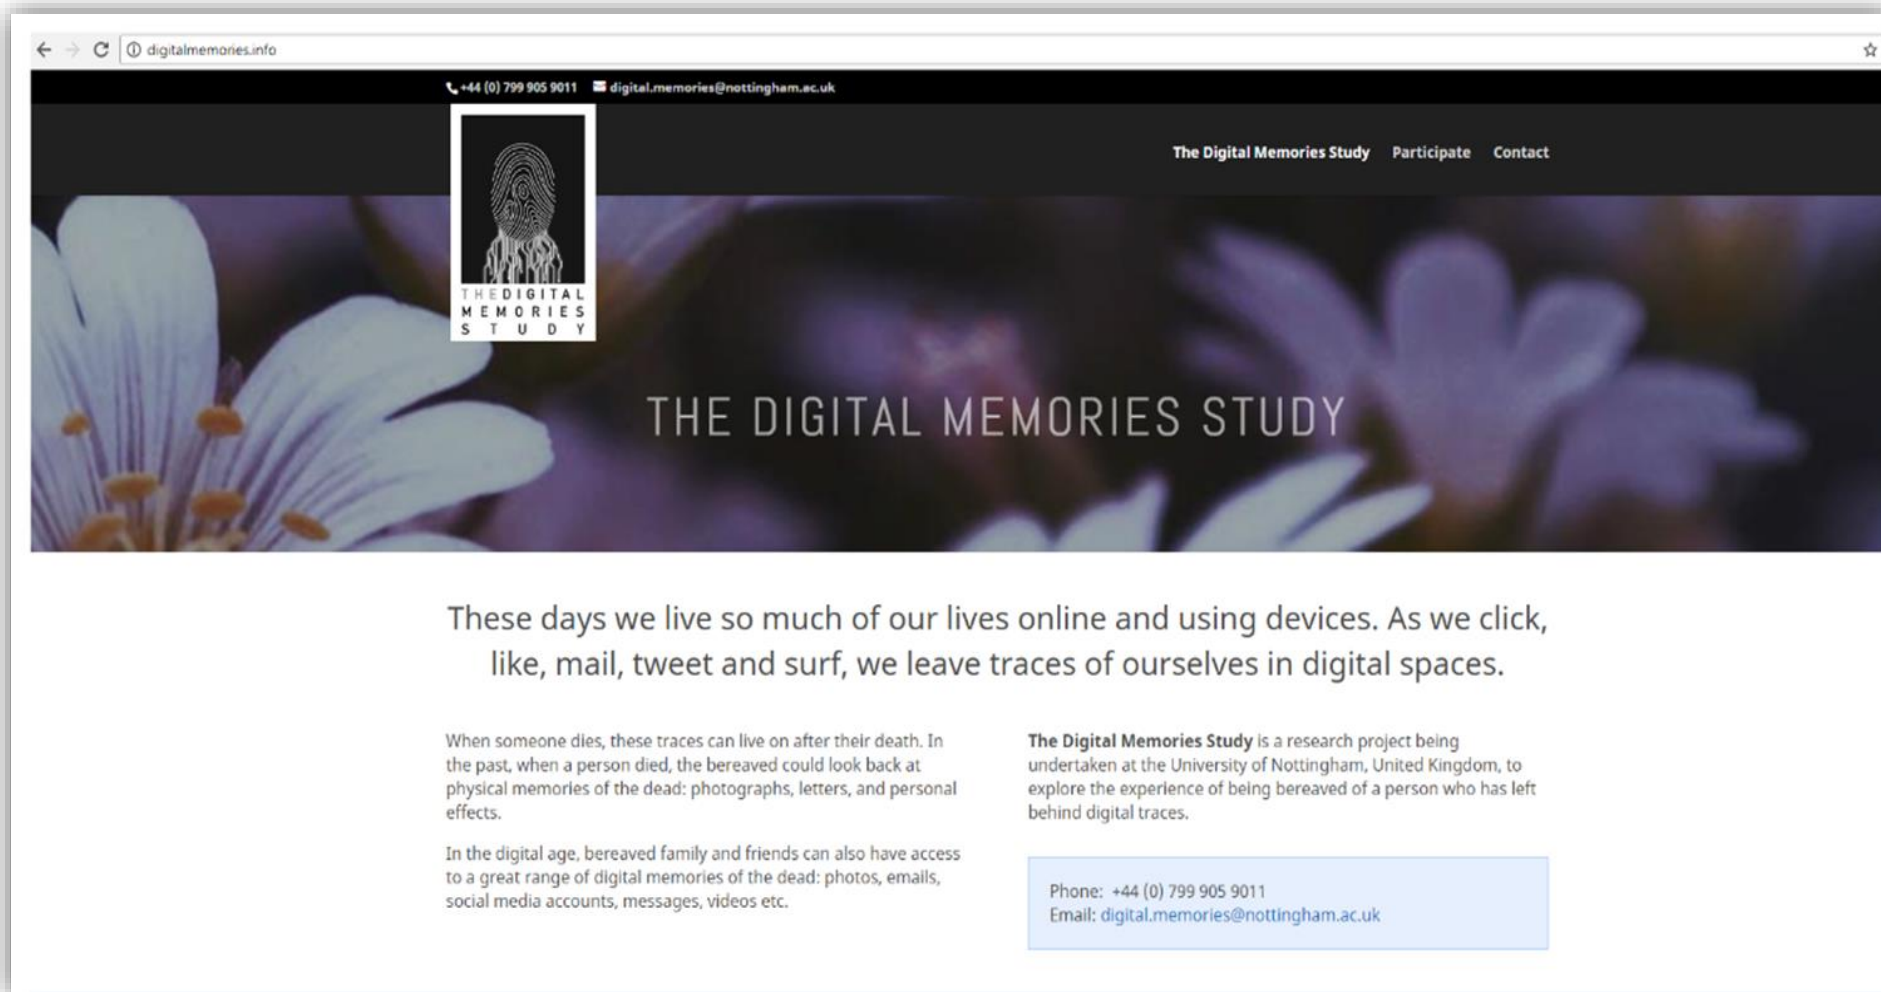 digitalmemories.info
+44 (0) 799 905 9011 digital.memories@nottingham.ac.uk
The Digital Memories Study Participate Contact
THEDIGITAL
MEMORIES
STUDY
THE DIGITAL MEMORIES STUDY
These days we live so much of our lives online and using devices. As we click,
like, mail, tweet and surf, we leave traces of ourselves in digital spaces.
When someone dies, these traces can live on after their death. In
the past, when a person died, the bereaved could look back at
physical memories of the dead: photographs, letters, and personal
effects.
In the digital age, bereaved family and friends can also have access
to a great range of digital memories of the dead: photos, emails,
social media accounts, messages, videos etc.
The Digital Memories Study is a research project being
undertaken at the University of Nottingham, United Kingdom, to
explore the experience of being bereaved of a person who has left
behind digital traces.
Phone: +44 (0) 799 905 9011
Email: digital.memories@nottingham.ac.uk